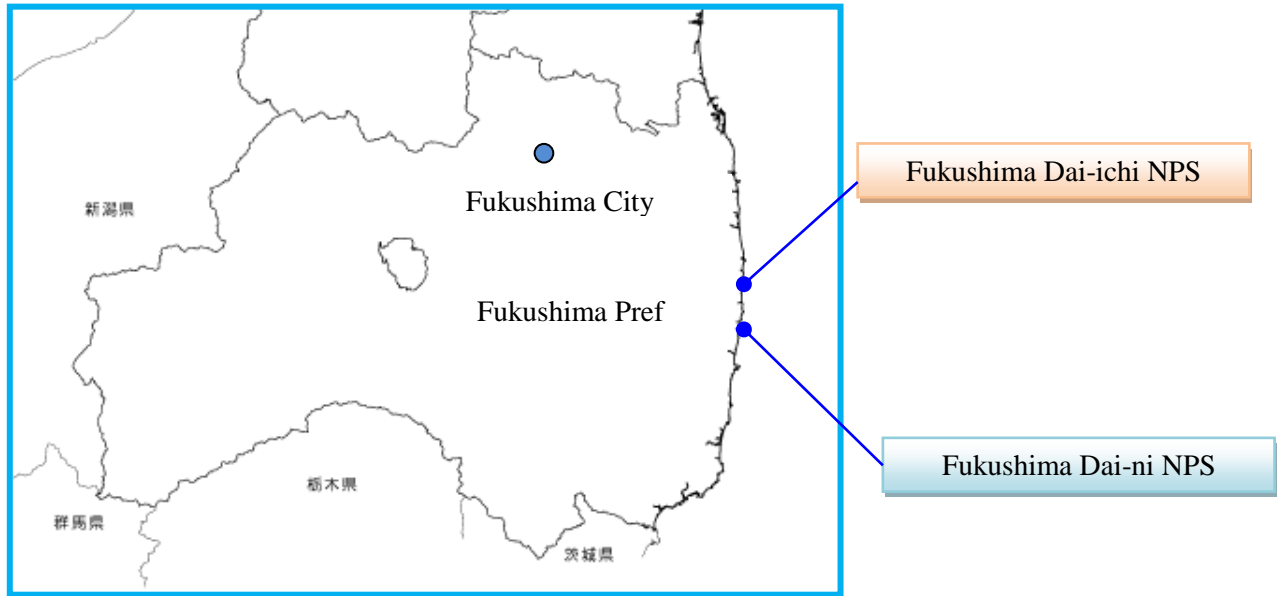 Fukushima Dai-ichi NPS
Fukushima City
新潟県
Fukushima Pref
Fukushima Dai-ni NPS
栃木県
群馬県
茨城県